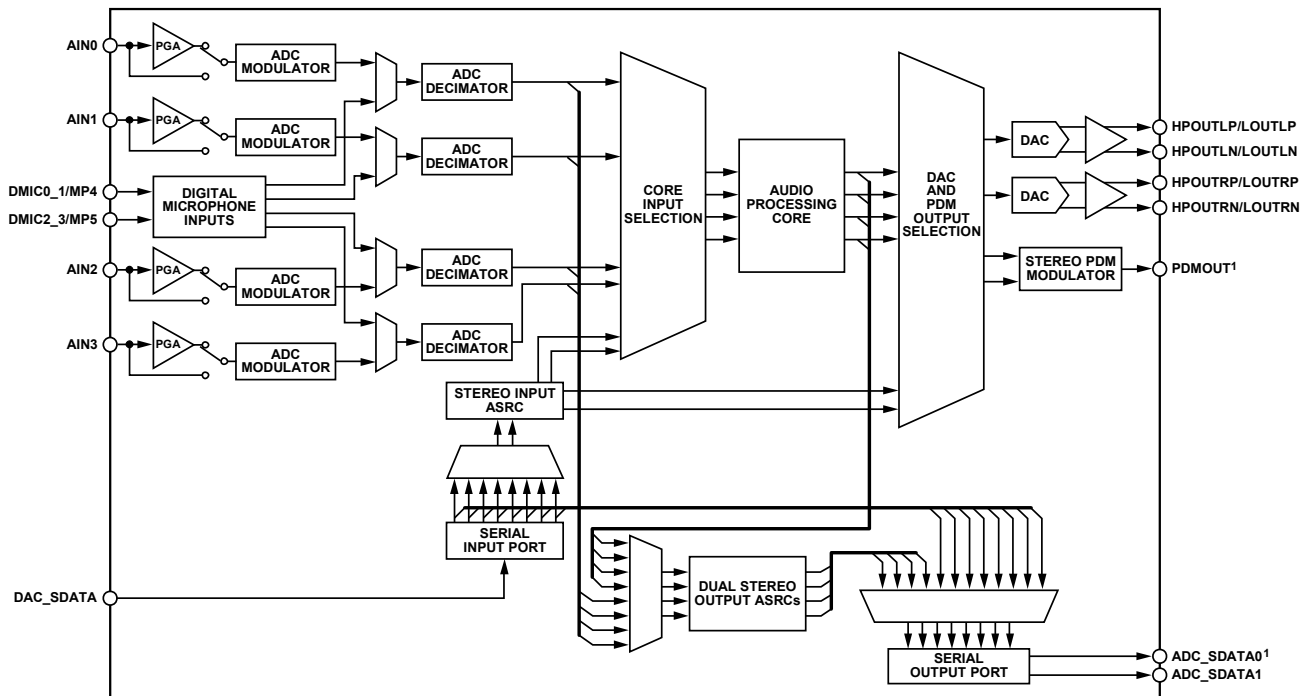 AIN0
PGA
ADC
MODULATOR
ADC
DECIMATOR
AIN1
PGA
ADC
MODULATOR
ADC
DECIMATOR
DMIC0_1/MP4
DMIC2_3/MP5
DIGITAL
MICROPHONE
INPUTS
AIN2
PGA
ADC
MODULATOR
ADC
DECIMATOR
AIN3
PGA
ADC
MODULATOR
ADC
DECIMATOR
CORE
INPUT
SELECTION
AUDIO
PROCESSING
CORE
DAC
AND
PDM
OUTPUT
SELECTION
DAC
HPOUTLP/LOUTLP
HPOUTLN/LOUTLN
DAC
HPOUTRP/LOUTRP
HPOUTRN/LOUTRN
STEREO PDM
MODULATOR
PDMOUT1
STEREO INPUT
ASRC
SERIAL
INPUT PORT
DAC_SDATA
DUAL STEREO
OUTPUT ASRCs
SERIAL
OUTPUT PORT
ADC_SDATA01
ADC_SDATA1